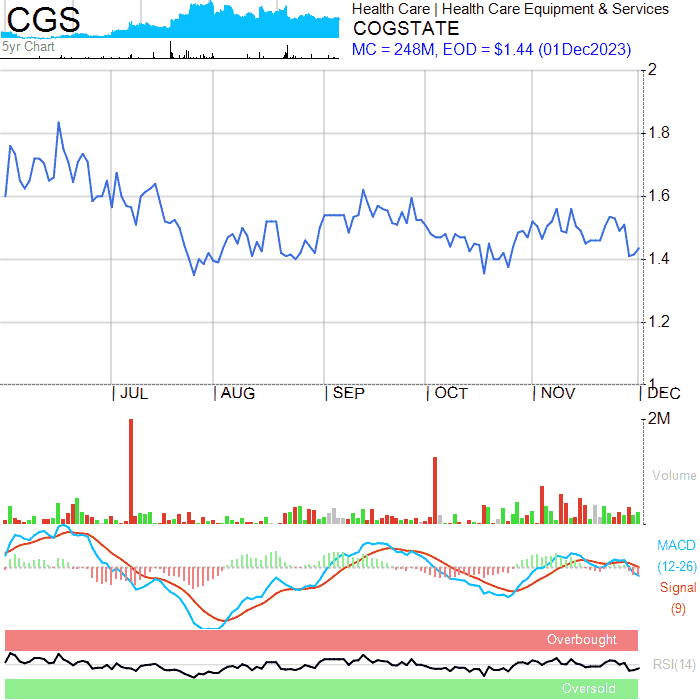 CGS
5yr Chart
Health Care | Health Care Equipment & Services
COGSTATE
MC = 248M, EOD = $1.44 (01Dec2023)
2
1.8
1.6
1.4
1.2
1
| JUL | AUG | SEP | OCT | NOV | DEC
2M
Volume
MACD
(12-26)
Signal
(9)
Overbought
RSI(14)
Oversold